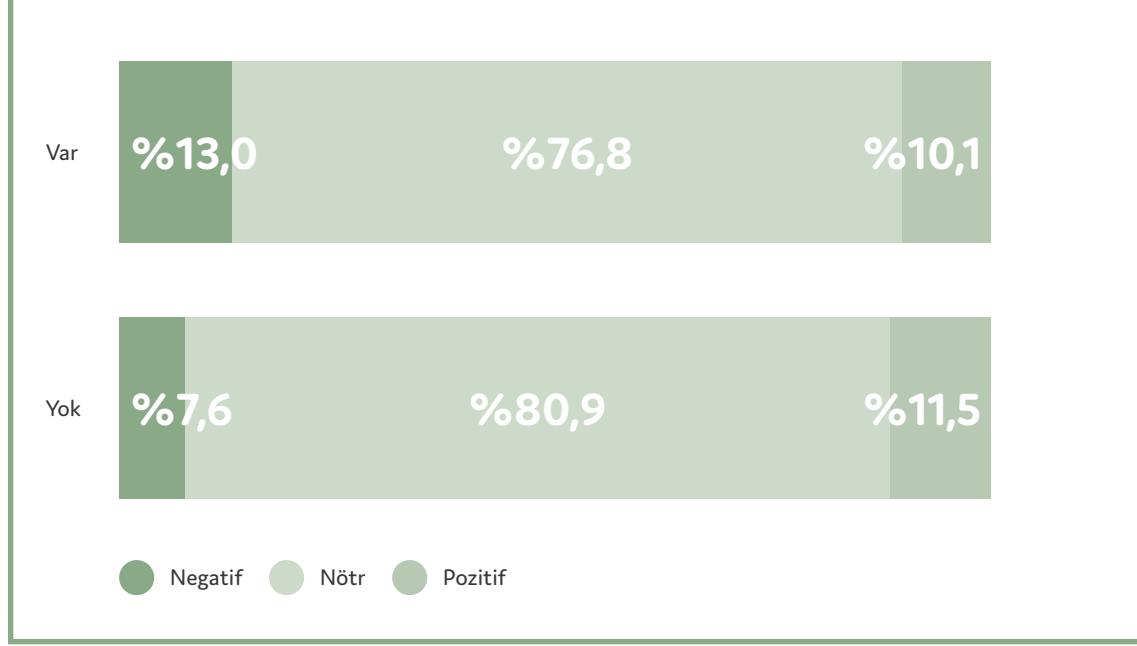 Var %13,0 %76,8 %10,1
Yok %7,6 %80,9 %11,5
Negatif Nötr Pozitif